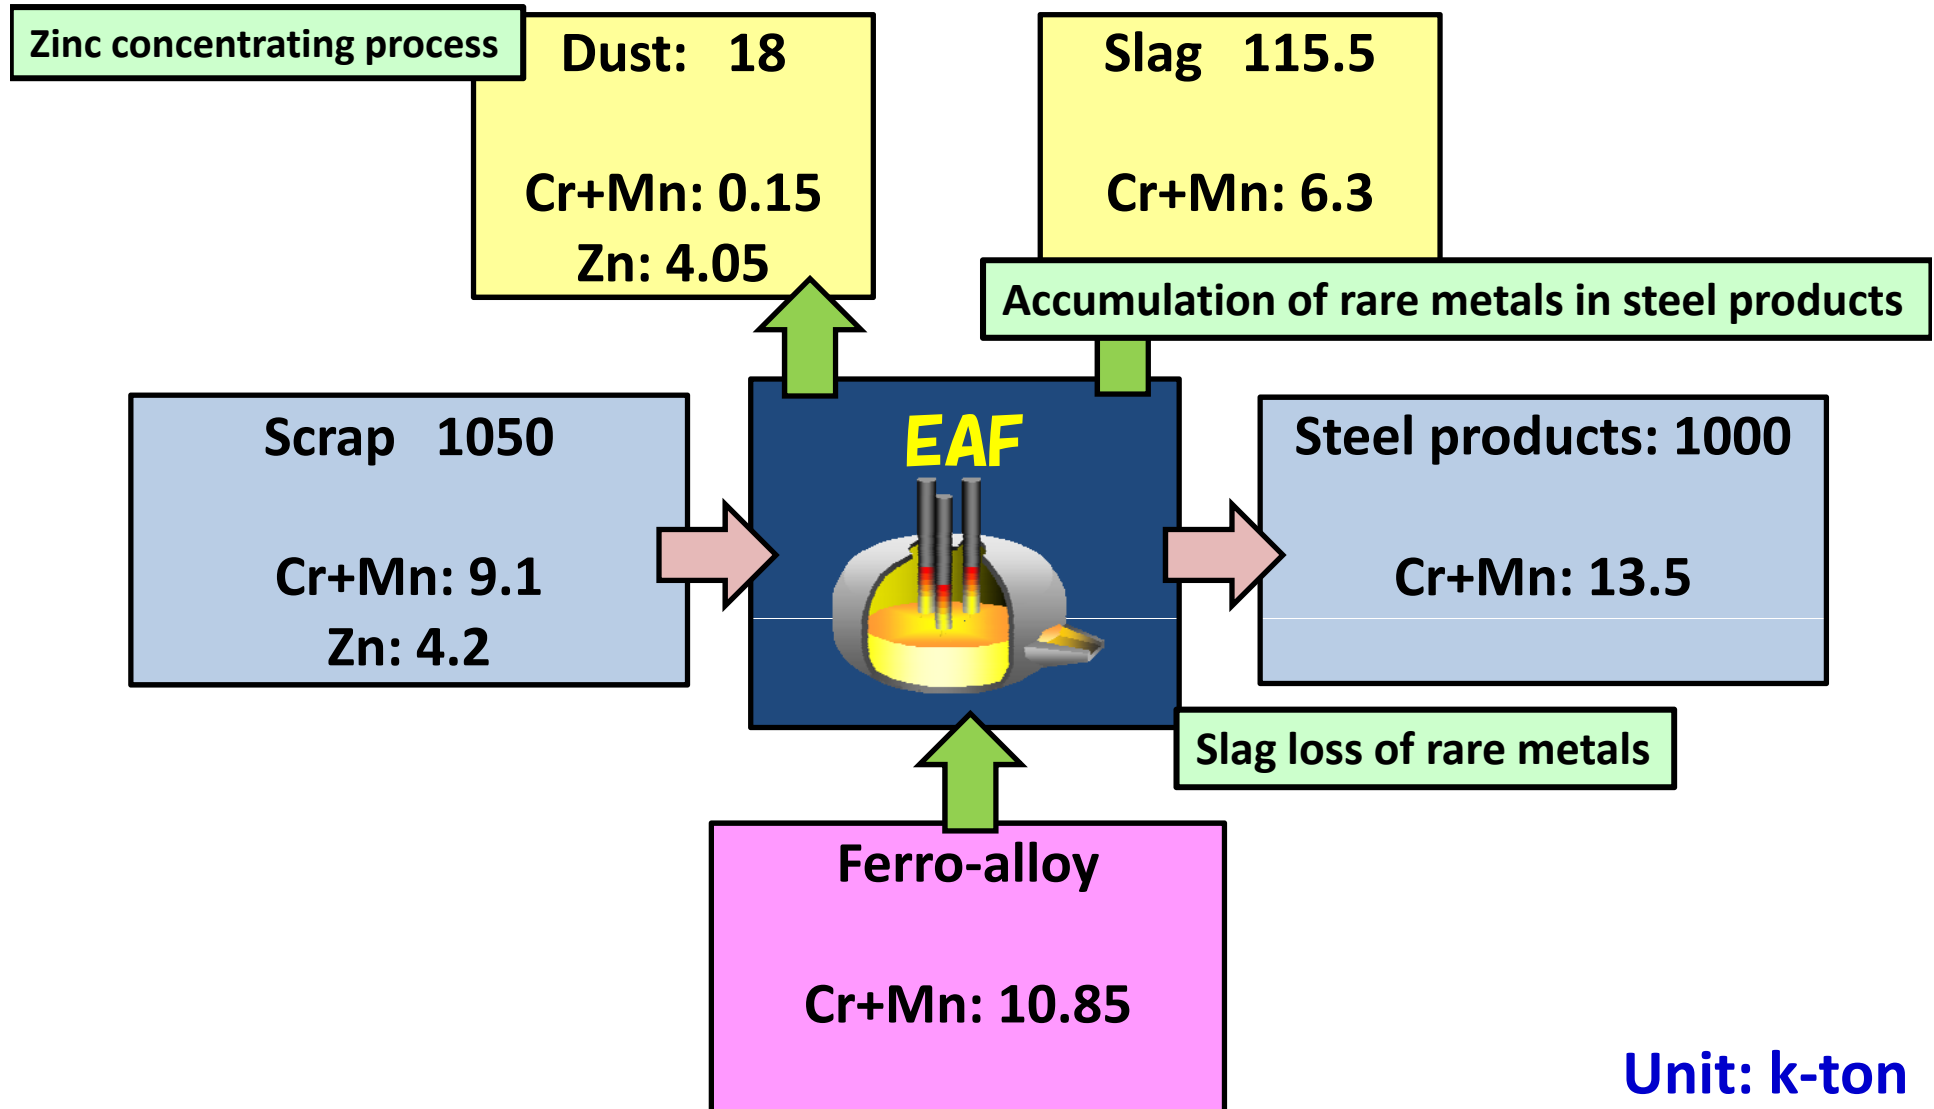 Zinc concentrating process
Dust: 18
Cr+Mn: 0.15
Zn: 4.05
Slag 115.5
Cr+Mn: 6.3
Accumulation of rare metals in steel products
Scrap 1050
Cr+Mn: 9.1
Zn: 4.2
EAF
Steel products: 1000
Cr+Mn: 13.5
Slag loss of rare metals
Ferro-alloy
Cr+Mn: 10.85
Unit: k-ton